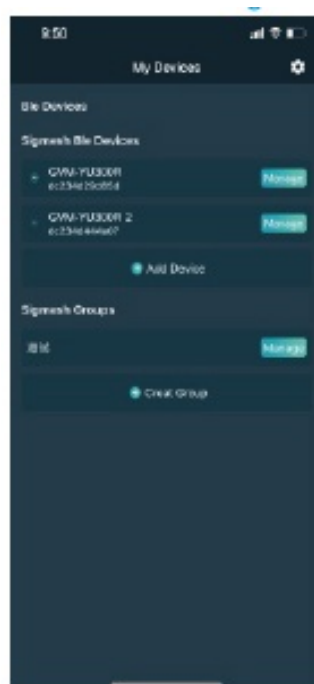 9:50
My Devices
Ble Devices
Sigmesh Ble Devices
GVM-YU300R
Manage
GVM-YU300R 2
Manage
Add Device
Sigmesh Groups
Manage
Creat Group